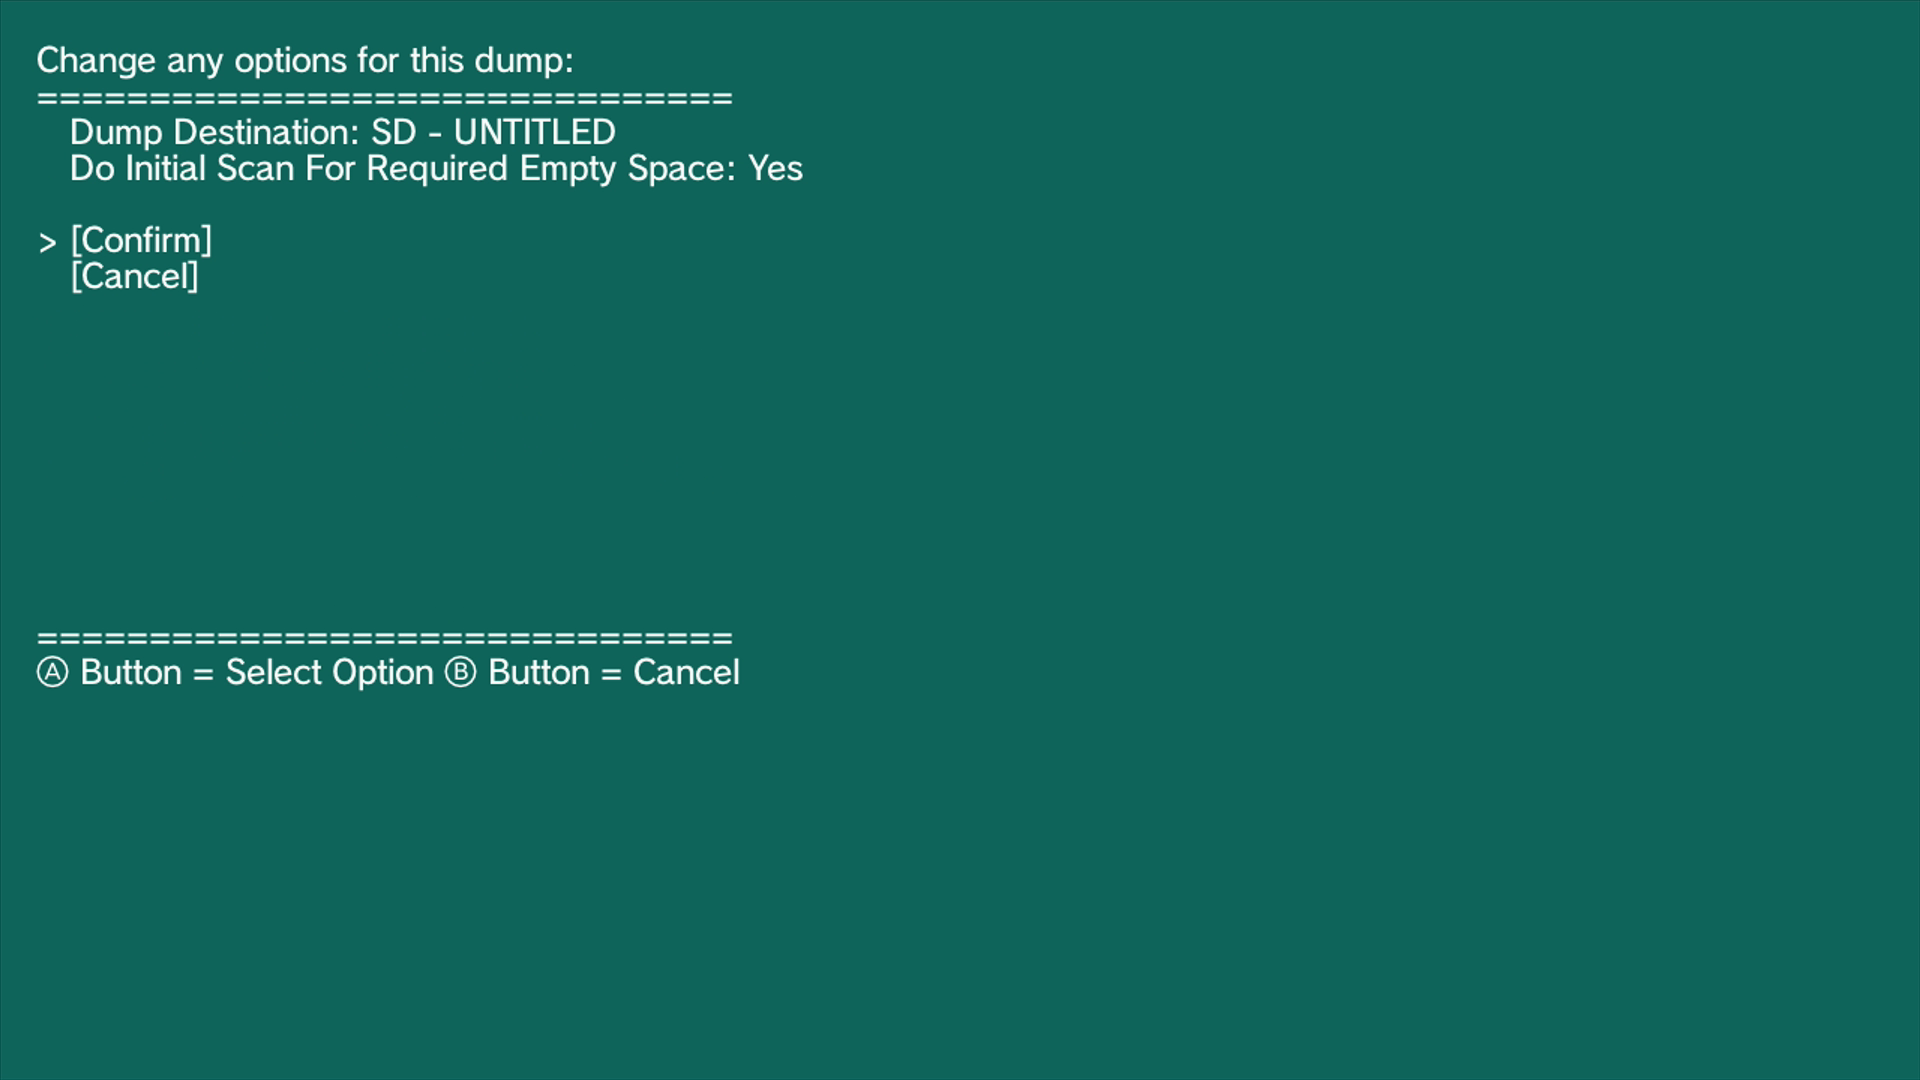 Change any options for this dump:
===============================
Dump Destination: SD - UNTITLED
Do Initial Scan For Required Empty Space: Yes
> [Confirm]
[Cancel]
===============================
Ⓐ Button = Select Option Ⓑ Button = Cancel